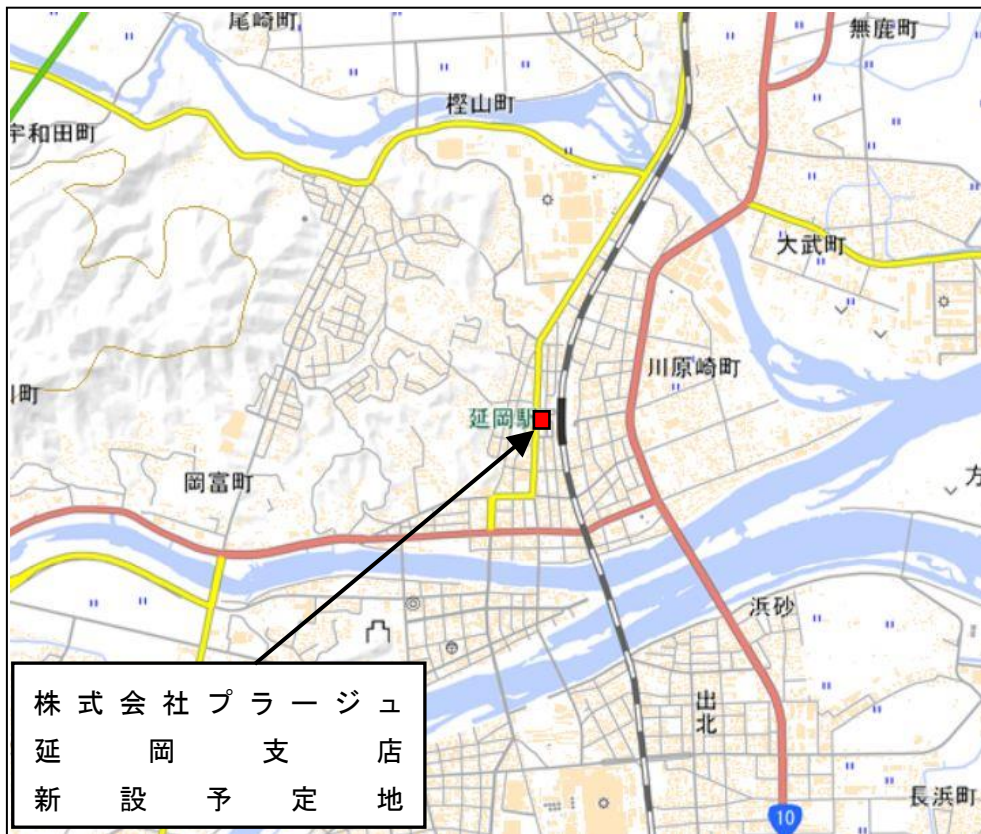 尾崎町
無鹿町
樫山町
宇和田町
大武町
川原崎町
延岡駅
岡富町
方
浜砂
出北
長浜町
10
株式会社プラージュ
延岡支店
新設予定地